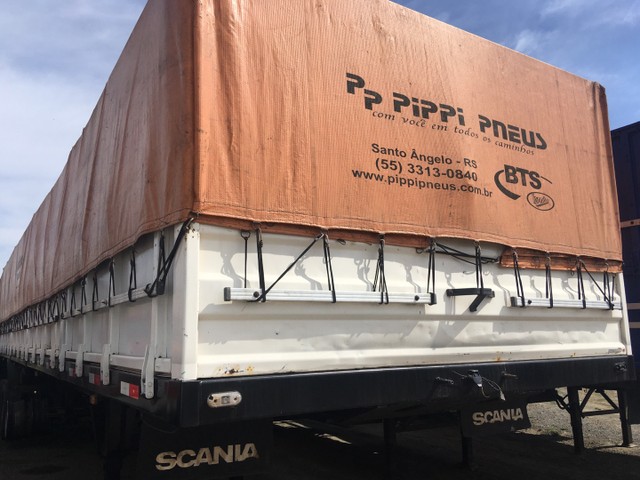 PP PIPPI PNEUS
com você em todos os caminhos
Santo Ângelo - RS
(55) 3313-0840
www.pippipneus.com.br
BTS
SCANIA
SCANIA